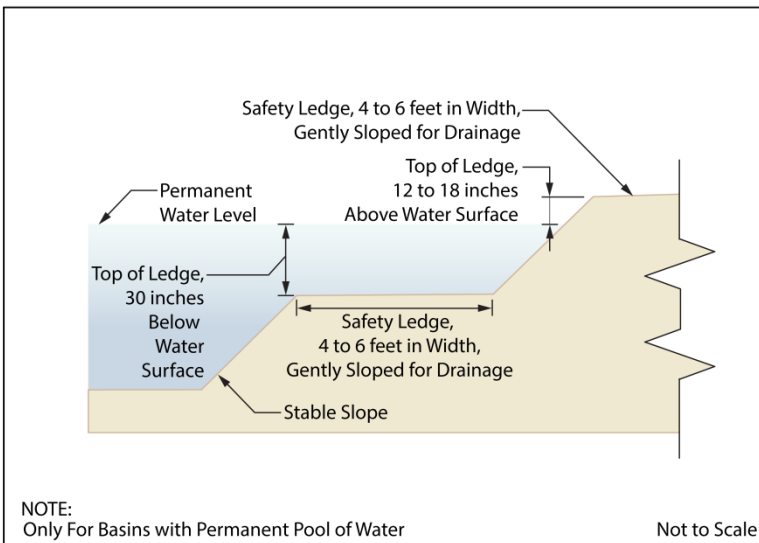 Safety Ledge, 4 to 6 feet in Width,
Gently Sloped for Drainage
Top of Ledge,
12 to 18 inches
Above Water Surface
Permanent
Water Level
Top of Ledge,
30 inches
Below
Water
Surface
Safety Ledge,
4 to 6 feet in Width,
Gently Sloped for Drainage
Stable Slope
NOTE:
Only For Basins with Permanent Pool of Water
Not to Scale